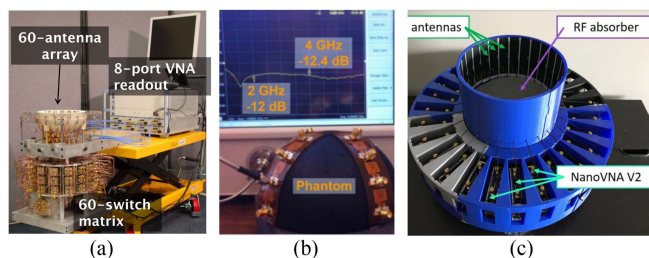 60-antenna
array
8-port VNA
readout
60-switch
matrix
4 GHz
-12.4 dB
2 GHz
-12 dB
Phantom
antennas
RF absorber
NanoVNA V2
(a)
(b)
(c)